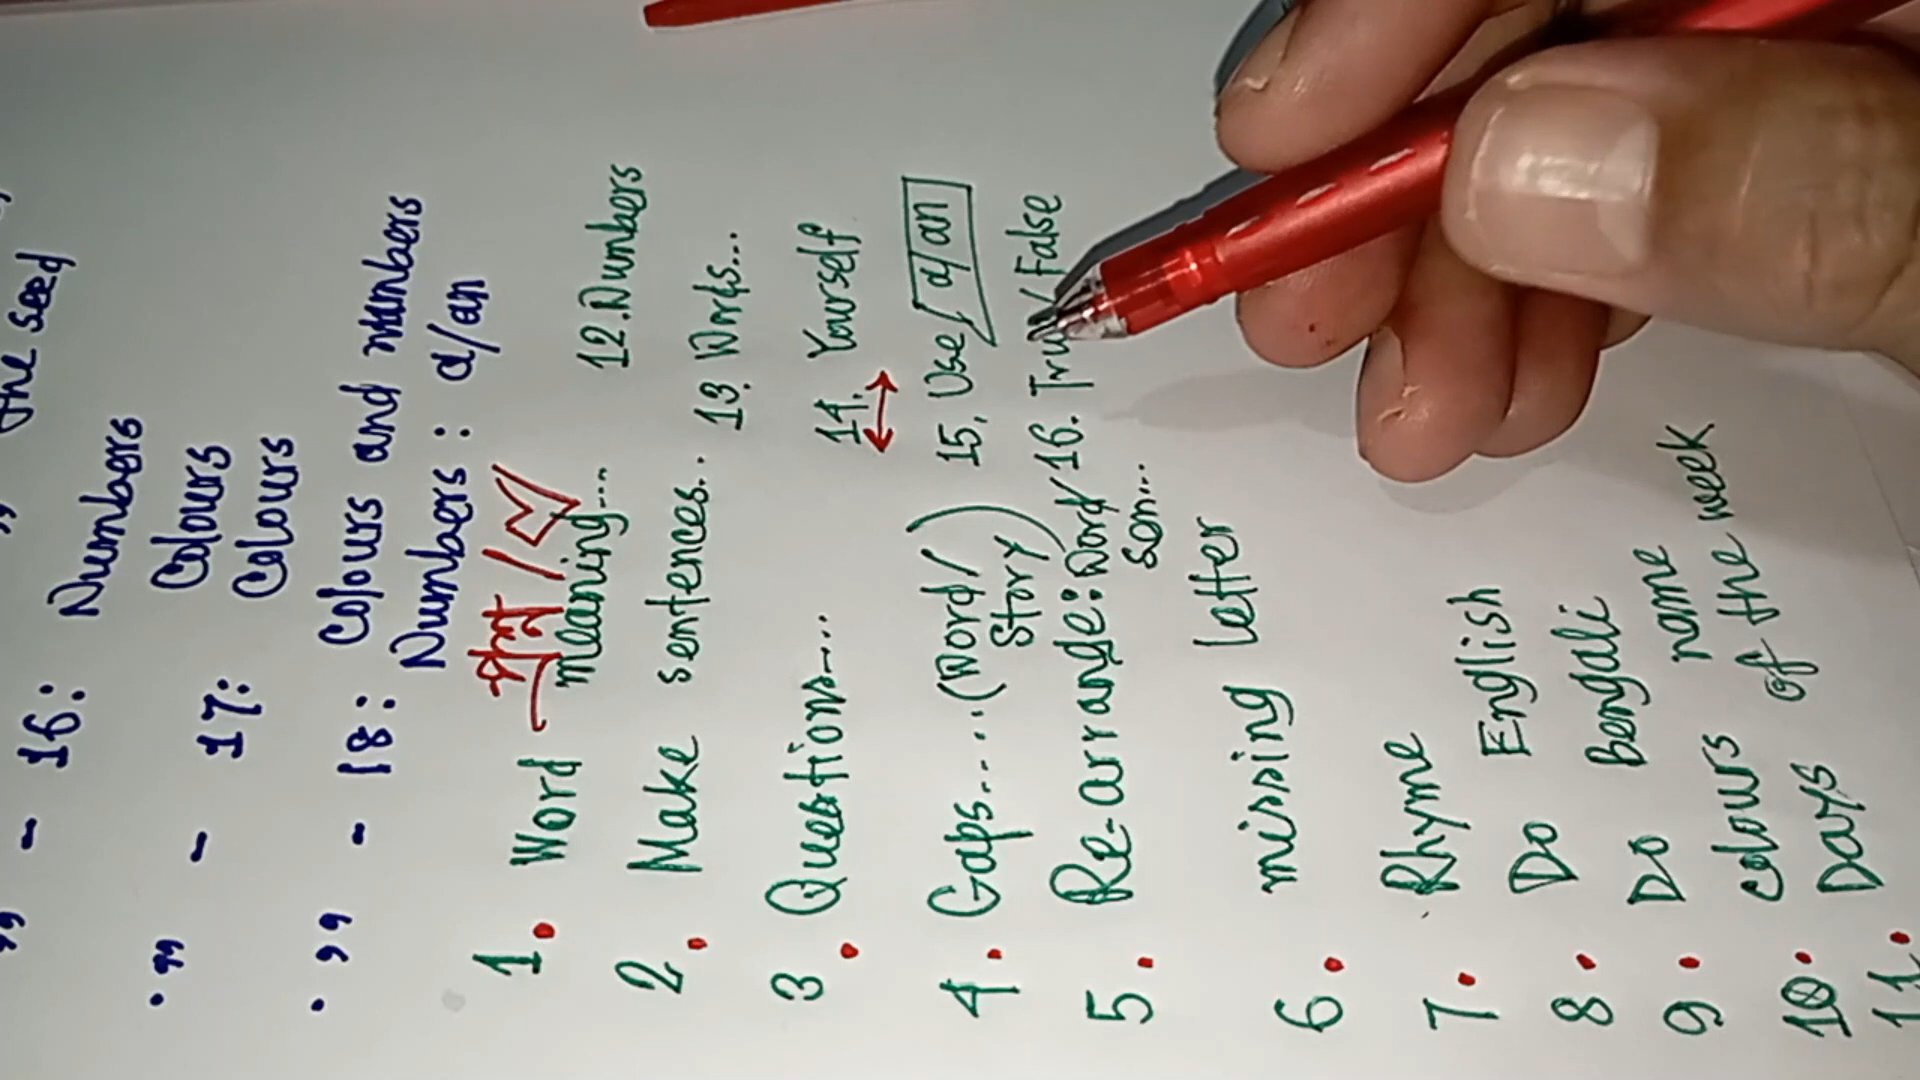 ,, the seed
,, - 16: Numbers
,, - 17: Colours
Colours
,, - 18: Colours and numbers
Numbers: a/an
প্রশ্ন /
1. Word meaning... 12. Numbers
2. Make sentences.. 13. Words...
3. Questions.... 14. Yourself
4. Gaps....(Word/Story) 15. Use a/an
5. Re-arrange: Word/Sen... 16. True/False
6. missing letter
7. Rhyme
8. Do English
9. Do Bengali
10. colours name
11. Days of the week